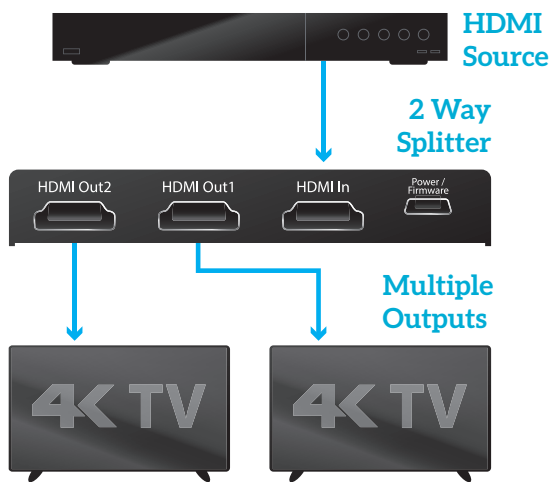 HDMI
Source
2 Way
Splitter
HDMI Out2
HDMI Out1
HDMI In
Power /
Firmware
Multiple
Outputs
4K TV
4K TV